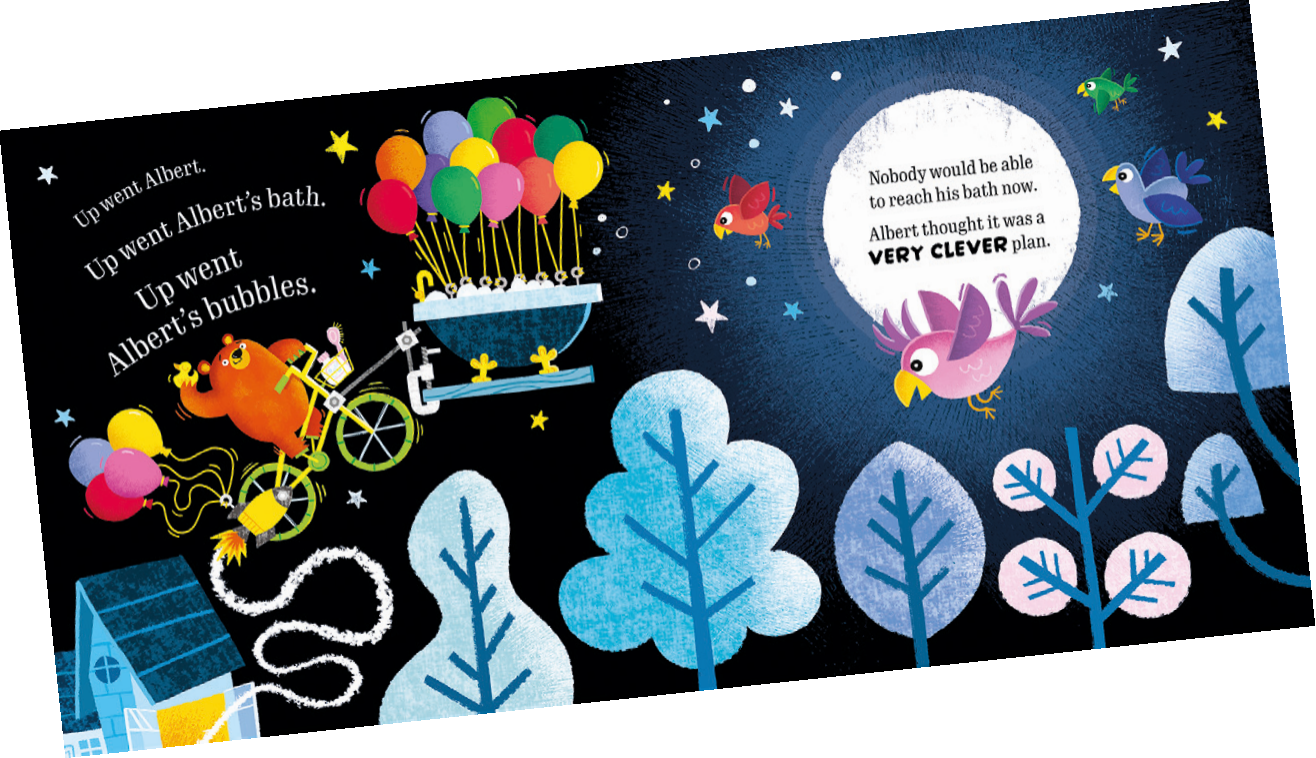 Up went Albert.
Up went Albert's bath.
Up went
Albert's bubbles.
Nobody would be able
to reach his bath now.
Albert thought it was a
VERY CLEVER plan.